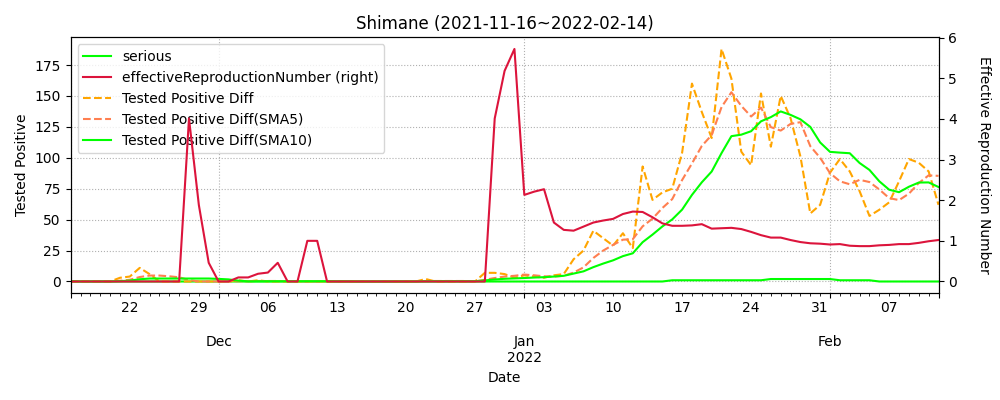 Shimane (2021-11-16~2022-02-14)
serious
effectiveReproductionNumber (right)
Tested Positive Diff
Tested Positive Diff(SMA5)
Tested Positive Diff(SMA10)
Tested Positive
175
150
125
100
75
50
25
0
6
5
4
3
2
1
0
Effective Reproduction Number
22 29 06 13 20 27 03 10 17 24 31 07
Dec Jan Feb
2022
Date